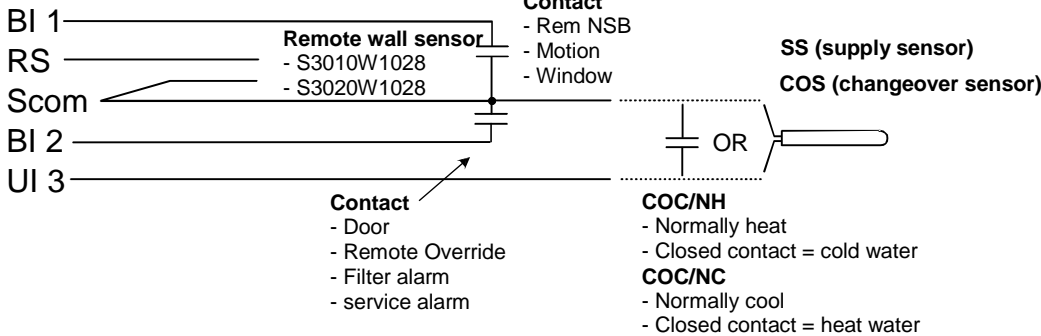 Contact
- Rem NSB
- Motion
- Window
BI 1
RS
Scom
BI 2
UI 3
Remote wall sensor
- S3010W1028
- S3020W1028
SS (supply sensor)
COS (changeover sensor)
OR
Contact
- Door
- Remote Override
- Filter alarm
- service alarm
COC/NH
- Normally heat
- Closed contact = cold water
COC/NC
- Normally cool
- Closed contact = heat water